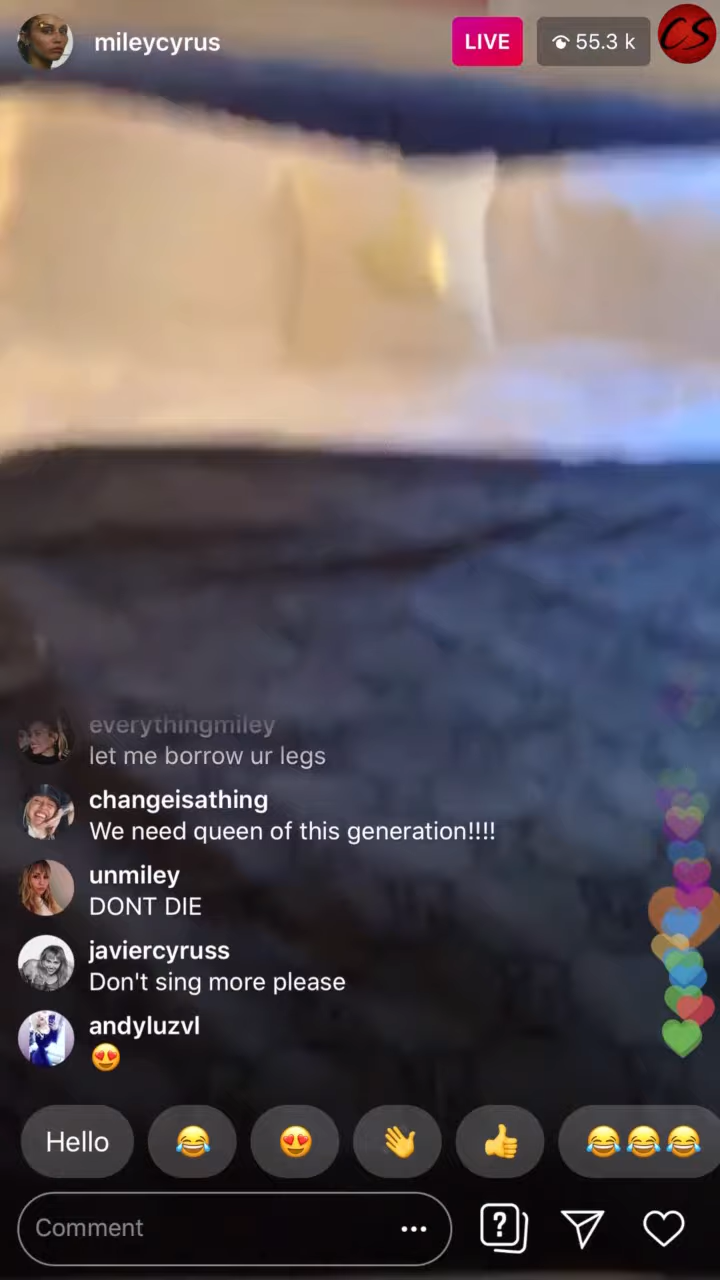 mileycyrus
LIVE
55.3 k
CS
everythingmiley
let me borrow ur legs
changeisathing
We need queen of this generation!!!!
unmiley
DONT DIE
javiercyruss
Don't sing more please
andyluzvl
😍
Hello
😂
😍
👋
👍
😂😂😂
Comment